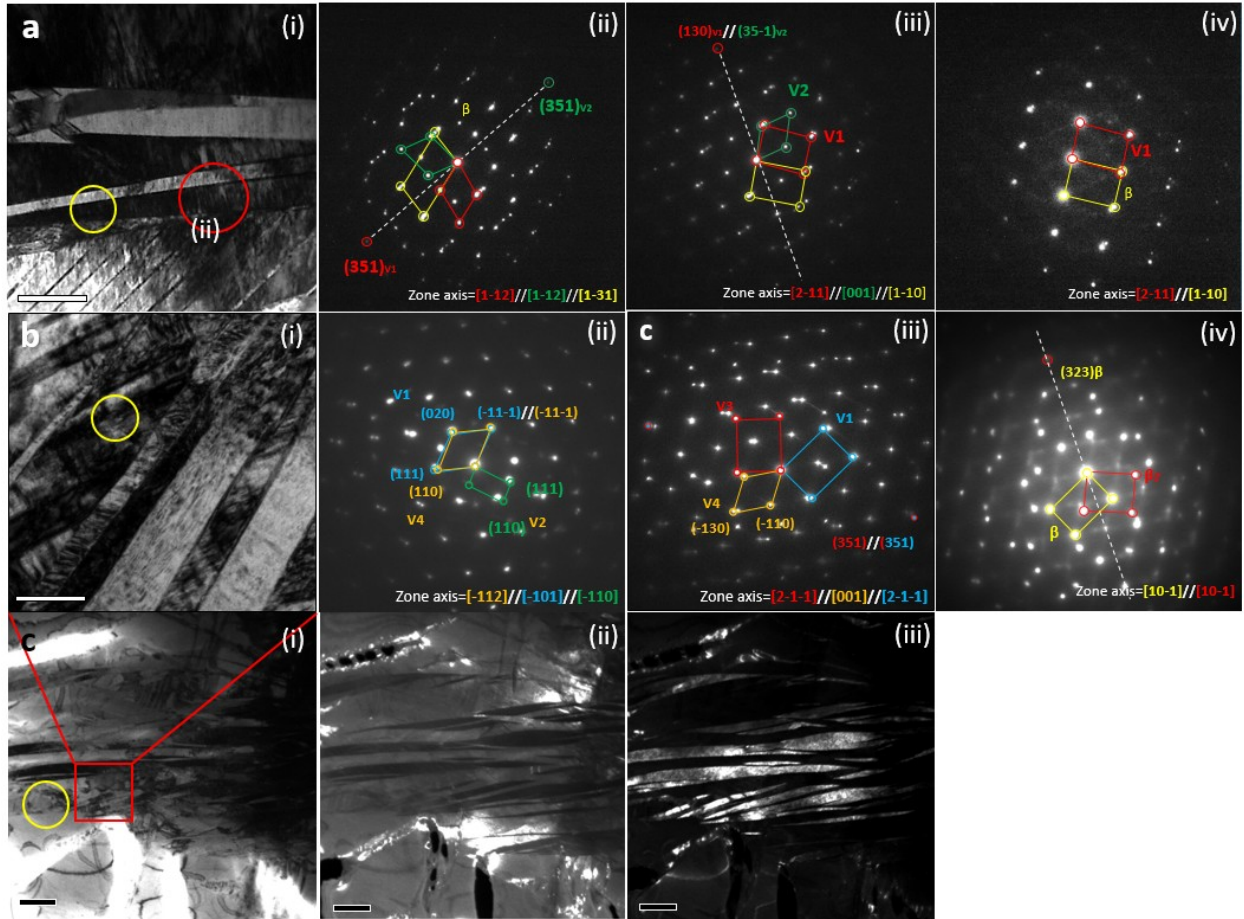 a
(i)
(ii)
(ii)
β
(351)V2
(351)V1
Zone axis=[1-12]//[1-12]//[1-31]
(iii)
(130)V1//(35-1)V2
V2
V1
Zone axis=[2-11]//[001]//[1-10]
(iv)
V1
β
Zone axis=[2-11]//[1-10]
b
(i)
(ii)
V1
(020)
(-11-1)//(-11-1)
(111)
(110)
(111)
(110)
V4
V2
Zone axis=[-112]//[-101]//[-110]
c
(iii)
V3
V1
V4
(-130)
(-110)
(351)//(351)
Zone axis=[2-1-1]//[001]//[2-1-1]
(iv)
(323)β
β
Zone axis=[10-1]//[10-1]
c
(i)
(ii)
(iii)